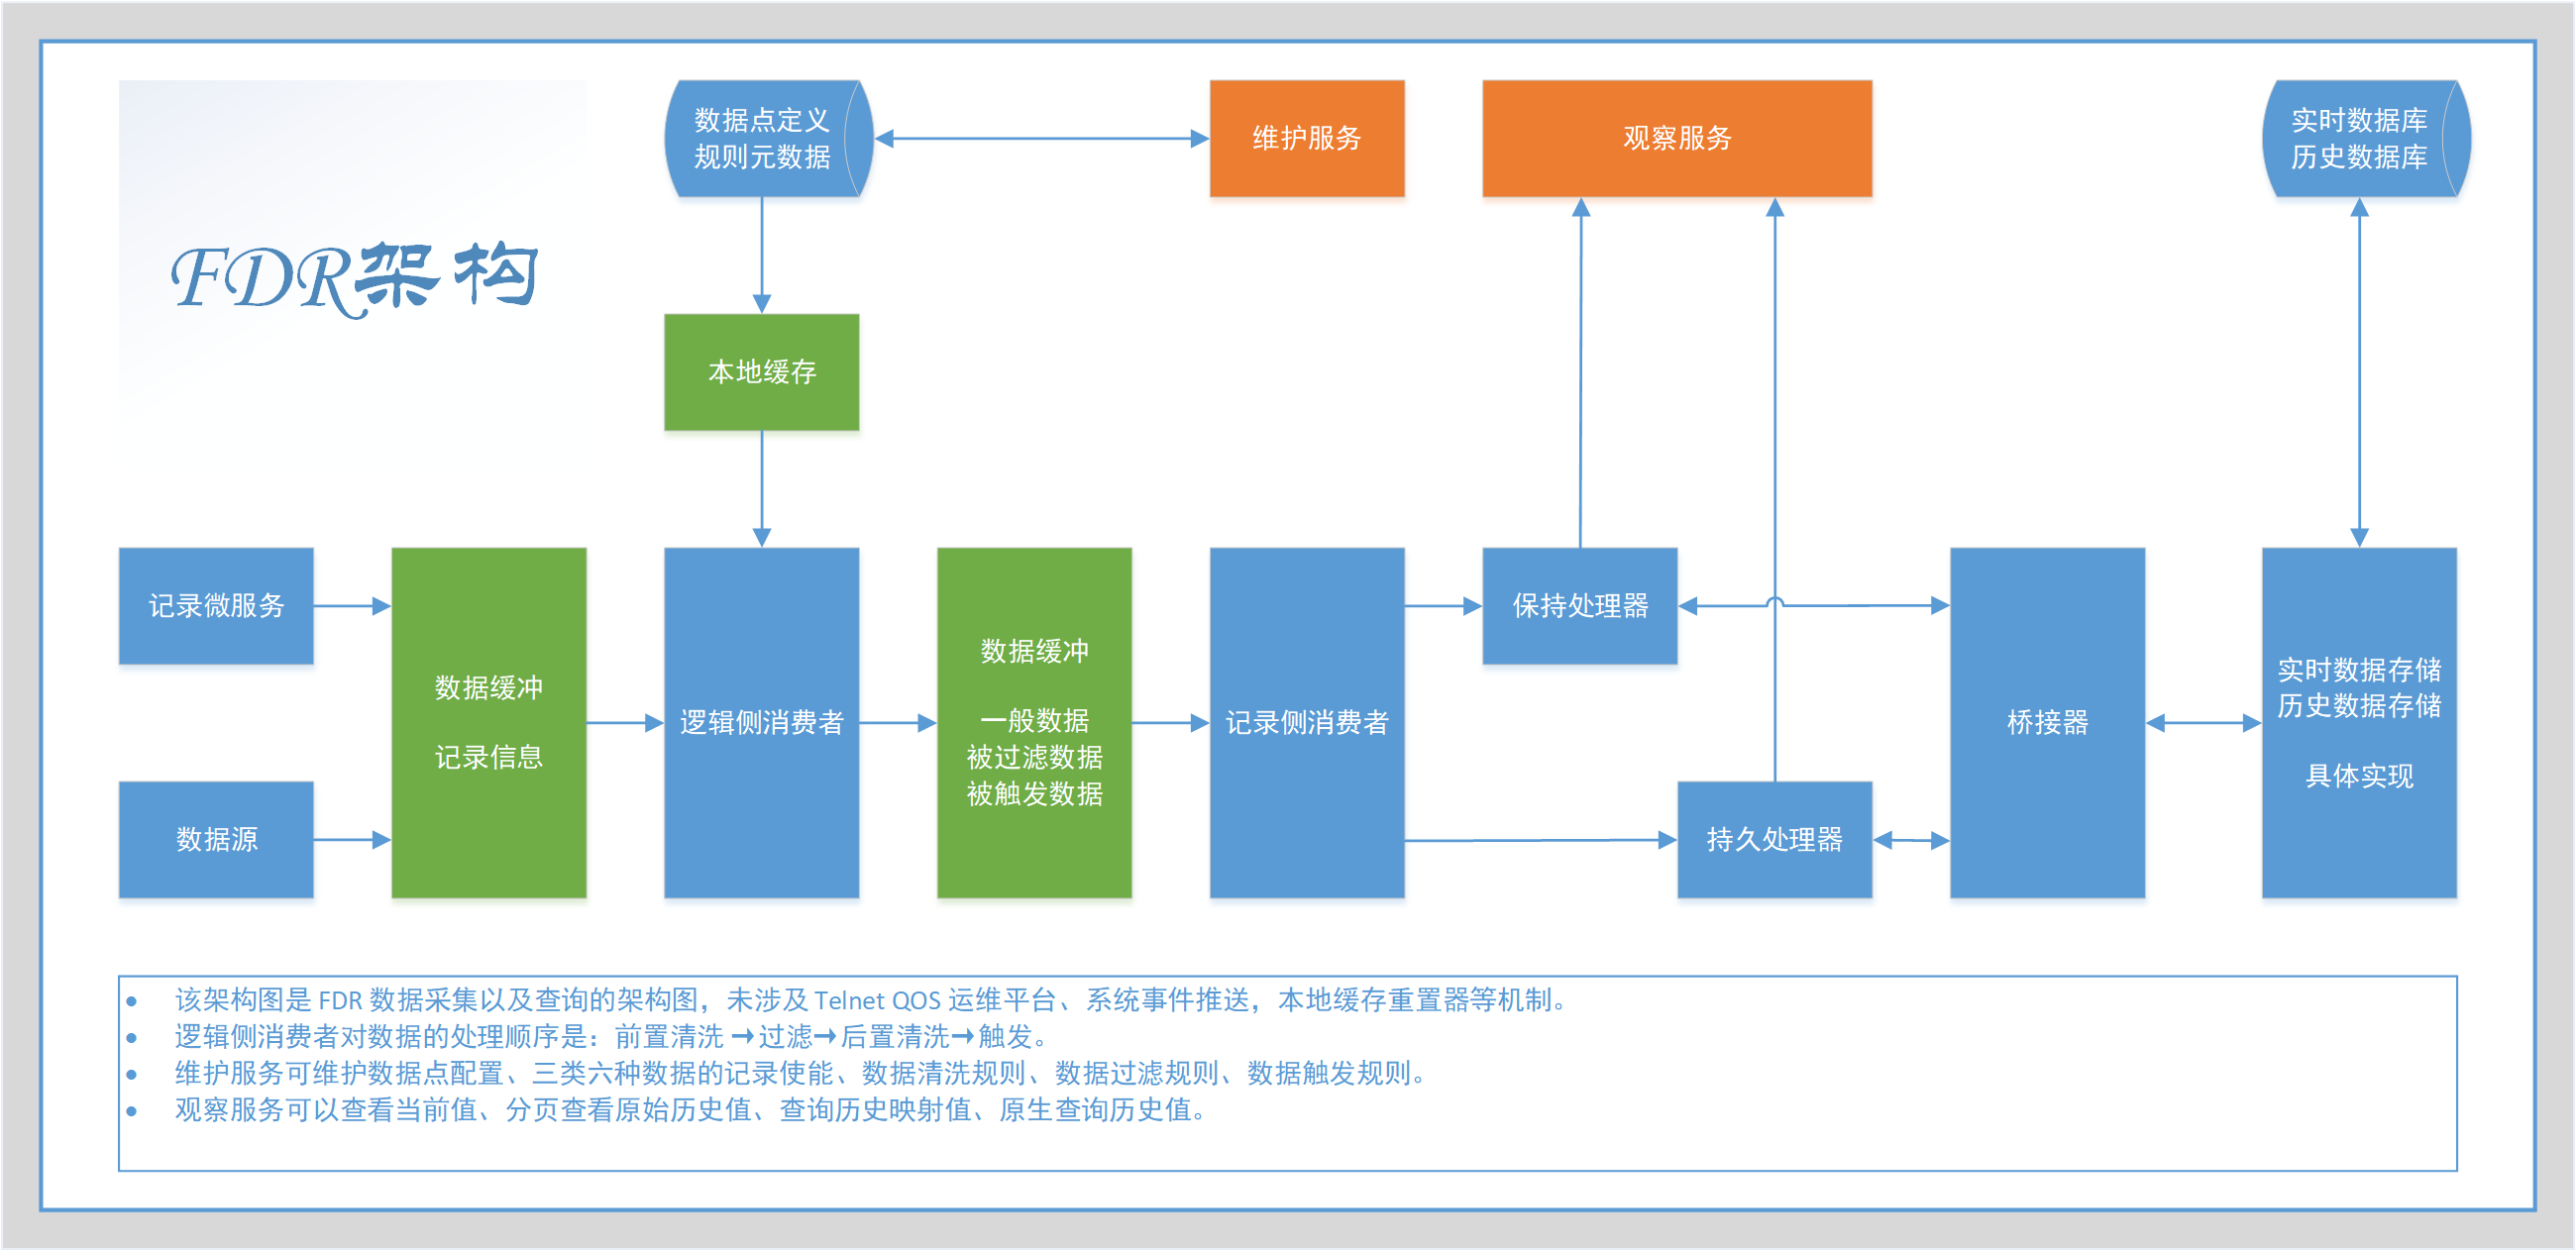 FDR架构
数据点定义
规则元数据
维护服务
观察服务
实时数据库
历史数据库
本地缓存
记录微服务
数据源
数据缓冲
记录信息
逻辑侧消费者
数据缓冲
一般数据
被过滤数据
被触发数据
记录侧消费者
保持处理器
持久处理器
桥接器
实时数据存储
历史数据存储
具体实现
● 该架构图是 FDR 数据采集以及查询的架构图，未涉及 Telnet QOS 运维平台、系统事件推送，本地缓存重置器等机制。
● 逻辑侧消费者对数据的处理顺序是：前置清洗 → 过滤→ 后置清洗→ 触发。
● 维护服务可维护数据点配置、三类六种数据的记录使能、数据清洗规则、数据过滤规则、数据触发规则。
● 观察服务可以查看当前值、分页查看原始历史值、查询历史映射值、原生查询历史值。